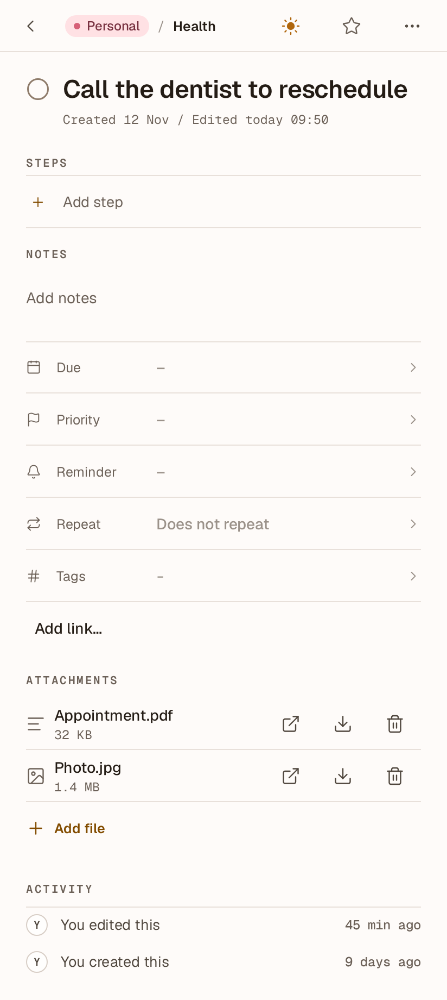 Personal / Health
Call the dentist to reschedule
Created 12 Nov / Edited today 09:50
STEPS
+ Add step
NOTES
Add notes
Due –
Priority –
Reminder –
Repeat Does not repeat
# Tags –
Add link…
ATTACHMENTS
Appointment.pdf
32 KB
Photo.jpg
1.4 MB
+ Add file
ACTIVITY
Y You edited this 45 min ago
Y You created this 9 days ago